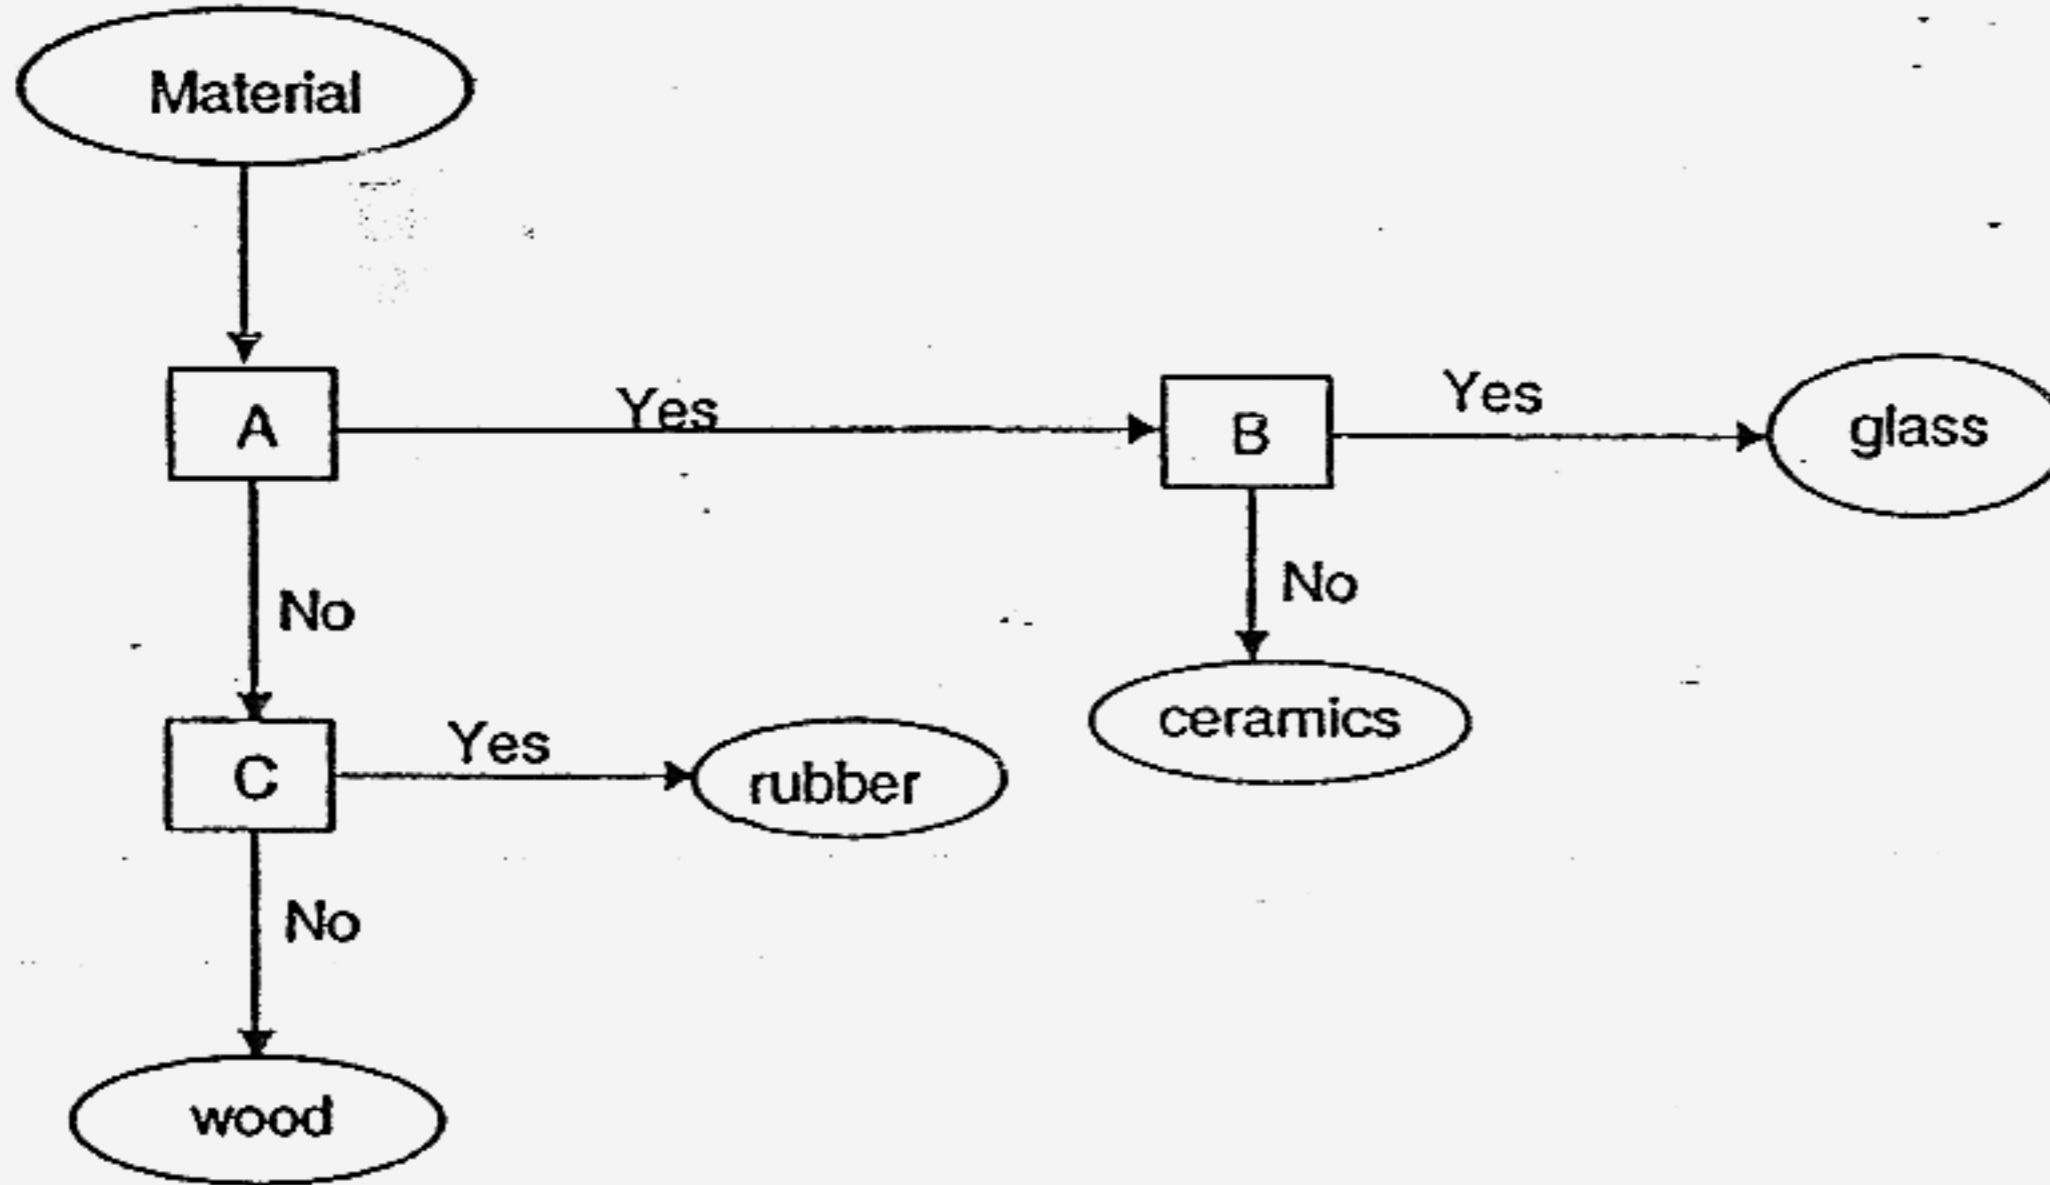 Material
A
Yes
B
Yes
glass
No
No
ceramics
C
Yes
rubber
No
wood